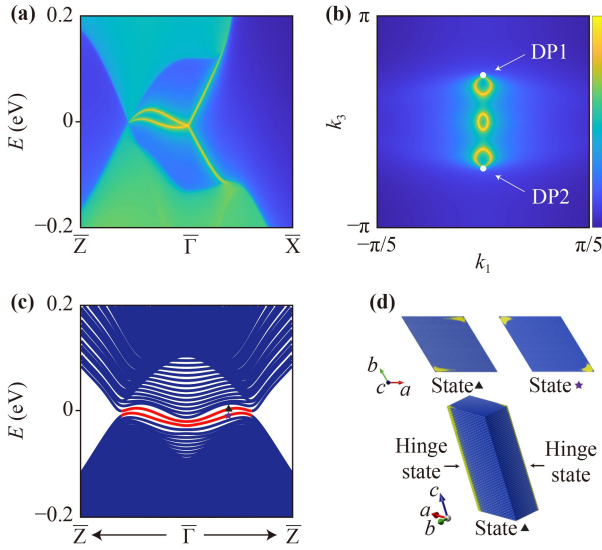 (a)
0.2
E (eV)
0
−0.2
Z̅ Γ̅ X̅
(b)
π
DP1
k₃
DP2
−π
−π/5 π/5
k₁
(c)
0.2
E (eV)
0
−0.2
Z̅ Γ̅ Z̅
(d)
b
c a
State▲ State★
Hinge
state
Hinge
state
c
a
b
State▲